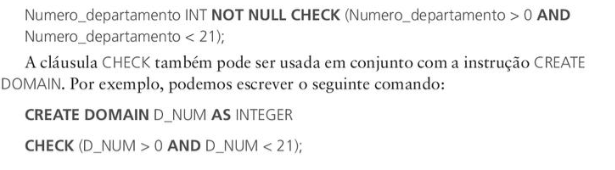 Numero_departamento INT NOT NULL CHECK (Numero_departamento > 0 AND
Numero_departamento < 21);
A cláusula CHECK também pode ser usada em conjunto com a instrução CREATE
DOMAIN. Por exemplo, podemos escrever o seguinte comando:
CREATE DOMAIN D_NUM AS INTEGER
CHECK (D_NUM > 0 AND D_NUM < 21);